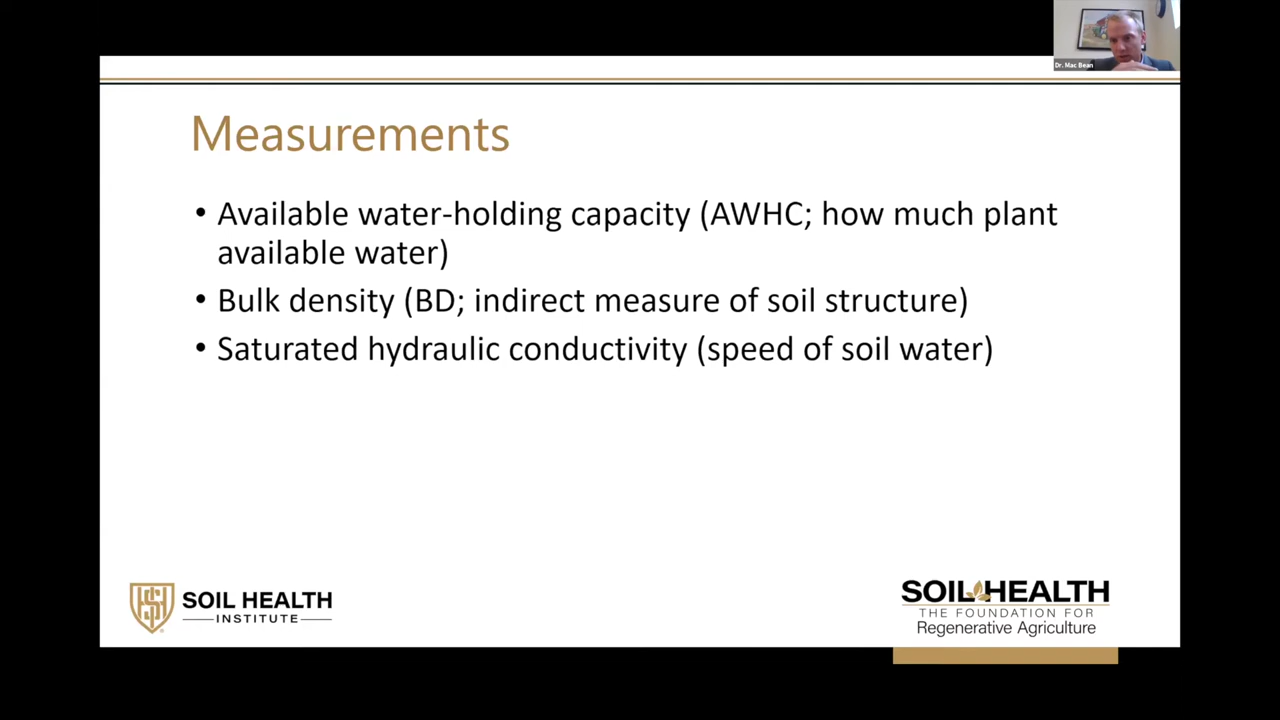 Dr. Mac Bean
Measurements
• Available water-holding capacity (AWHC; how much plant
available water)
• Bulk density (BD; indirect measure of soil structure)
• Saturated hydraulic conductivity (speed of soil water)
SOIL HEALTH
INSTITUTE
SOIL HEALTH
THE FOUNDATION FOR
Regenerative Agriculture